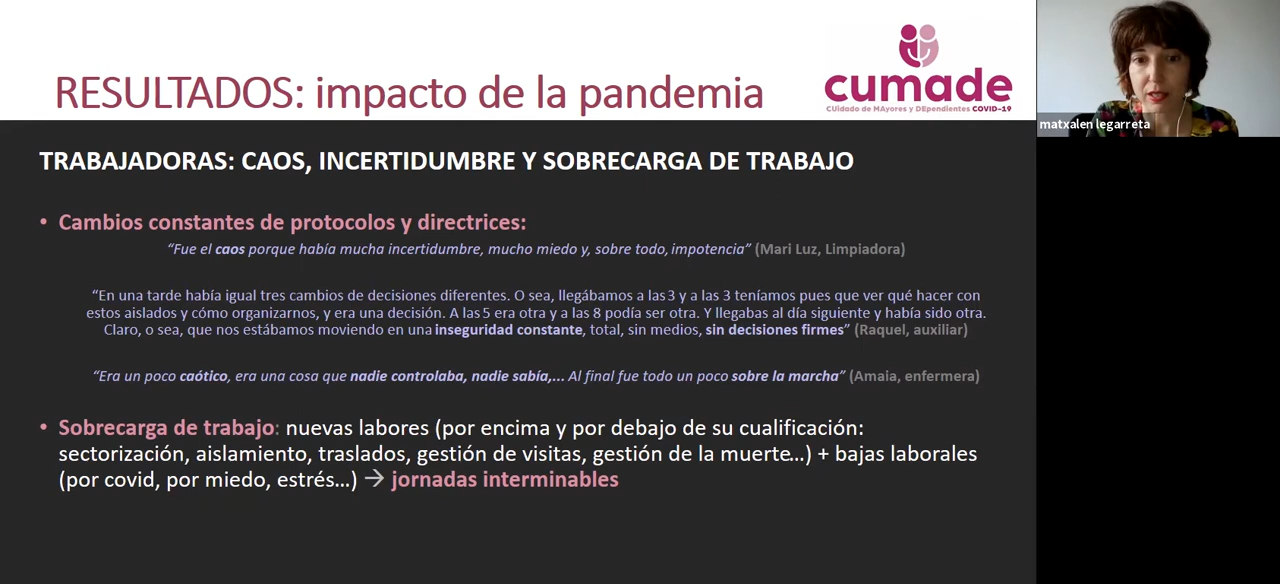 RESULTADOS: impacto de la pandemia
cumade
CUidado de MAyores y DEpendientes COVID-19
matxalen legarreta
TRABAJADORAS: CAOS, INCERTIDUMBRE Y SOBRECARGA DE TRABAJO
• Cambios constantes de protocolos y directrices:
“Fue el caos porque había mucha incertidumbre, mucho miedo y, sobre todo, impotencia” (Mari Luz, Limpiadora)
“En una tarde había igual tres cambios de decisiones diferentes. O sea, llegábamos a las 3 y a las 3 teníamos pues que ver qué hacer con
estos aislados y cómo organizarnos, y era una decisión. A las 5 era otra y a las 8 podía ser otra. Y llegabas al día siguiente y había sido otra.
Claro, o sea, que nos estábamos moviendo en una inseguridad constante, total, sin medios, sin decisiones firmes” (Raquel, auxiliar)
“Era un poco caótico, era una cosa que nadie controlaba, nadie sabía,... Al final fue todo un poco sobre la marcha” (Amaia, enfermera)
• Sobrecarga de trabajo: nuevas labores (por encima y por debajo de su cualificación:
sectorización, aislamiento, traslados, gestión de visitas, gestión de la muerte…) + bajas laborales
(por covid, por miedo, estrés…) → jornadas interminables